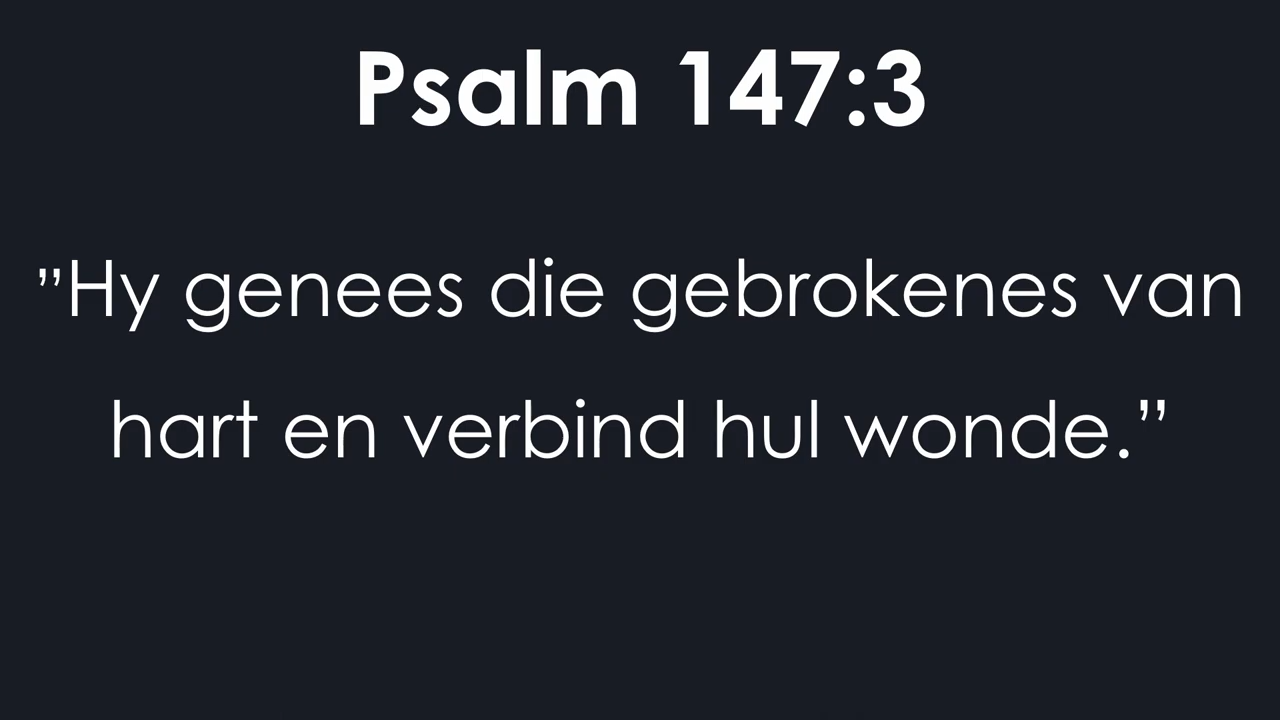 Psalm 147:3
”Hy genees die gebrokenes van
hart en verbind hul wonde.”